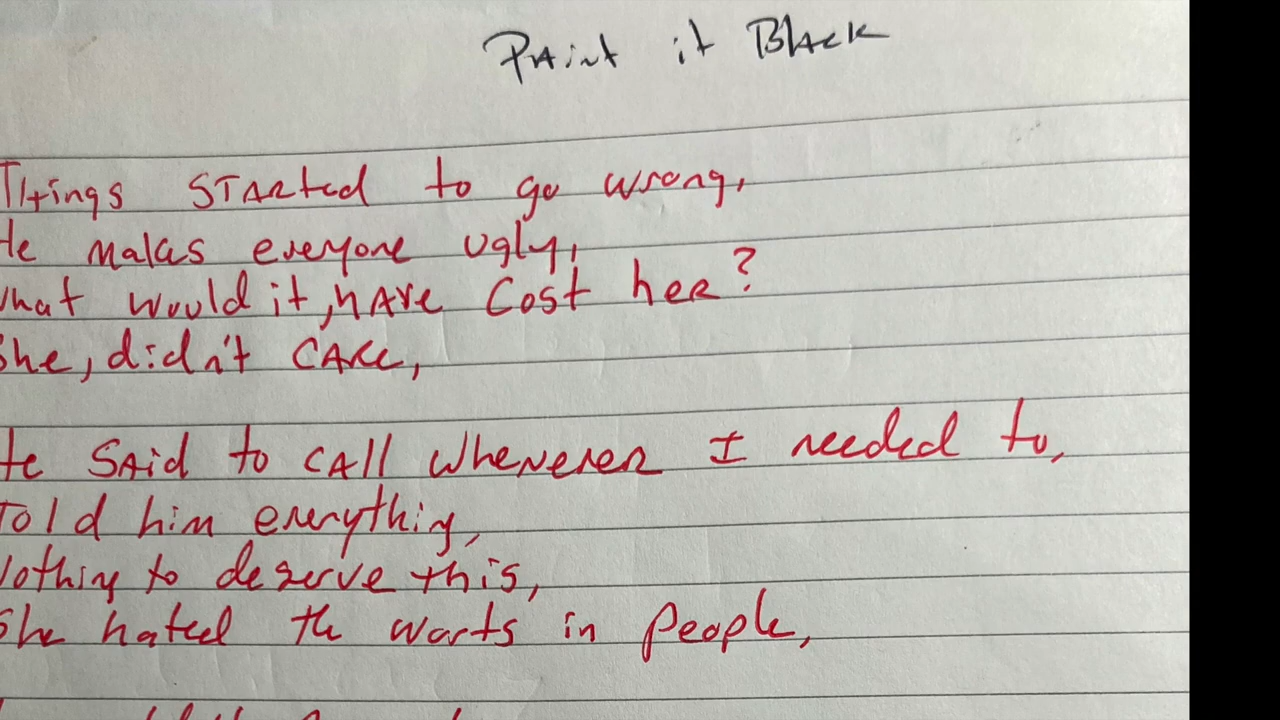 Paint it Black
Things started to go wrong,
He makes everyone ugly,
What would it, have cost her?
She, didn't care,
He said to call whenever I needed to,
Told him everything,
Nothing to deserve this,
She hated the warts in people,